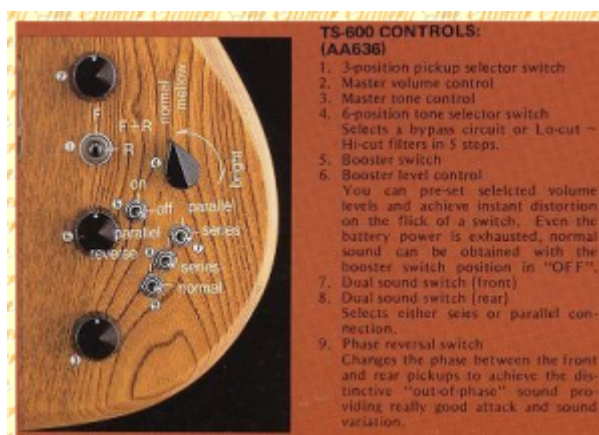 TS-600 CONTROLS:
(AA636)
1. 3-position pickup selector switch
2. Master volume control
3. Master tone control
4. 6-position tone selector switch
Selects a bypass circuit or Lo-cut ~
Hi-cut filters in 5 steps.
5. Booster switch
6. Booster level control
You can pre-set selelcted volume
levels and achieve instant distortion
on the flick of a switch. Even the
battery power is exhausted, normal
sound can be obtained with the
booster switch position in "OFF".
7. Dual sound switch (front)
8. Dual sound switch (rear)
Selects either seies or parallel con-
nection.
9. Phase reversal switch
Changes the phase between the front
and rear pickups to achieve the dis-
tinctive "out-of-phase" sound pro-
viding really good attack and sound
variation.
F
F-R
R
normal
mellow
bright
on
off
parallel
series
parallel
reverse
series
normal